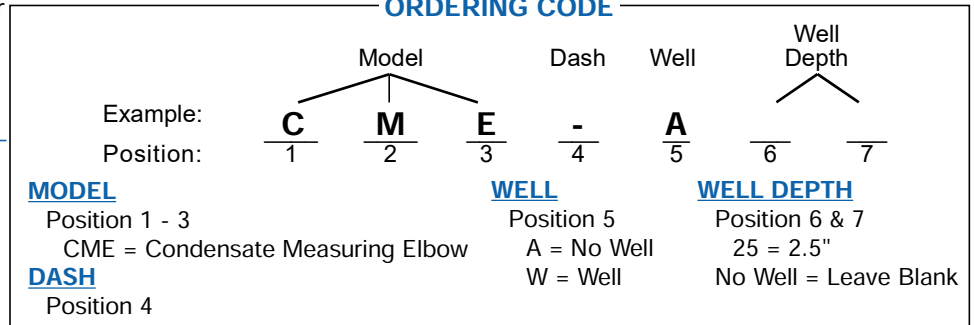 ORDERING CODE
Model Dash Well Well Depth
Example: C M E - A
Position: 1 2 3 4 5 6 7
MODEL
Position 1 - 3
CME = Condensate Measuring Elbow
DASH
Position 4
WELL
Position 5
A = No Well
W = Well
WELL DEPTH
Position 6 & 7
25 = 2.5"
No Well = Leave Blank